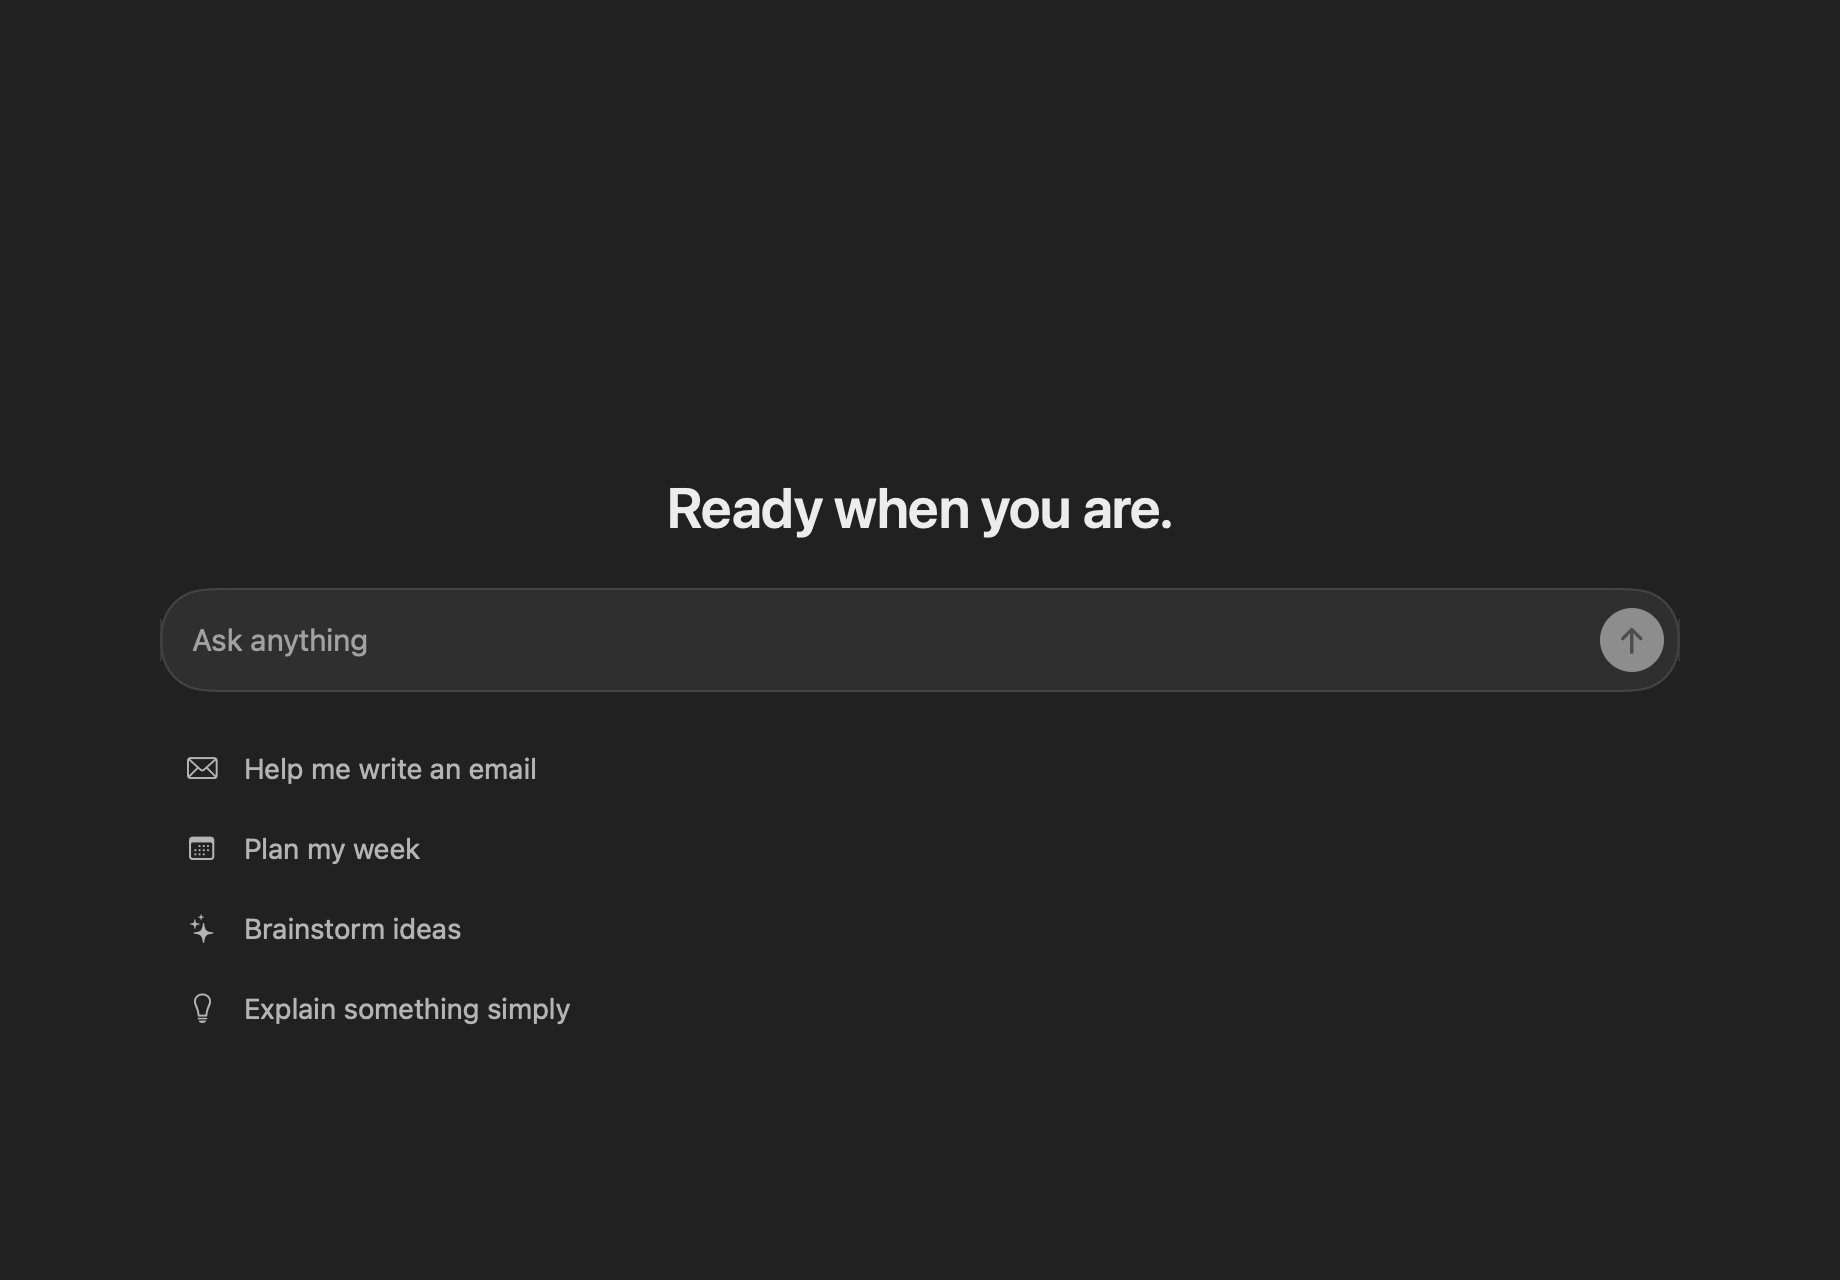 Ready when you are.
Ask anything
Help me write an email
Plan my week
Brainstorm ideas
Explain something simply